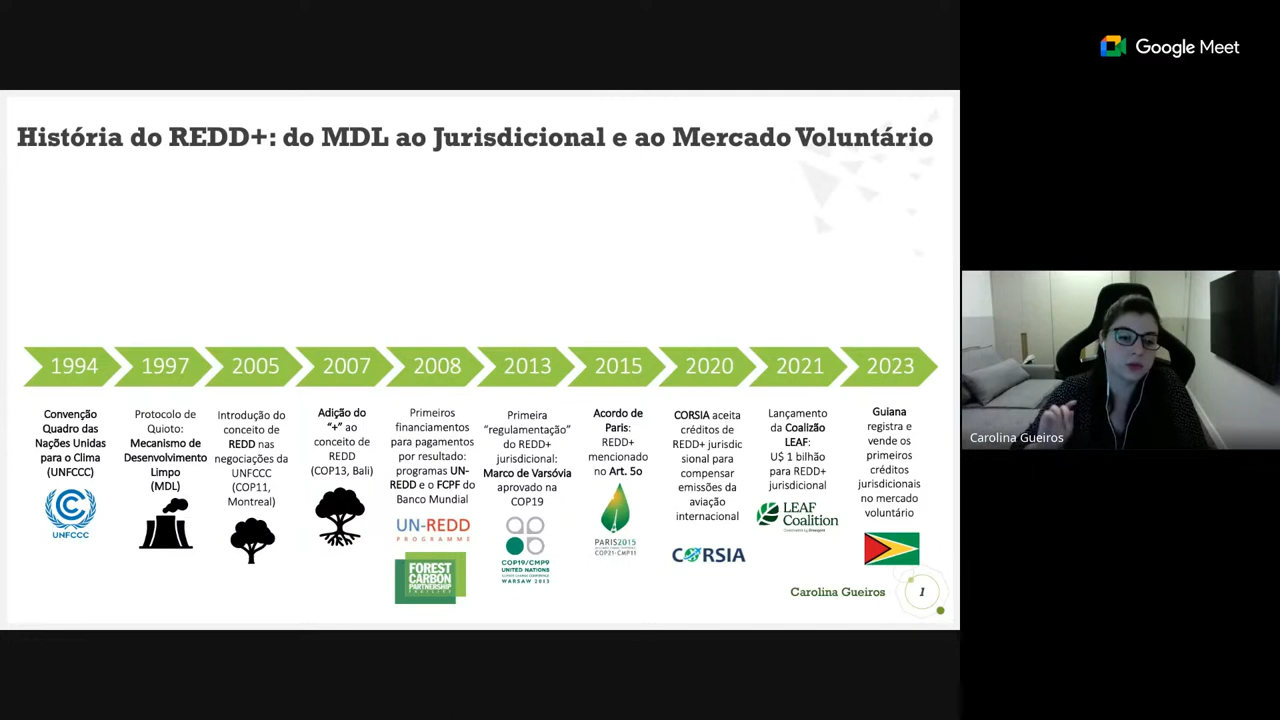 Google Meet
História do REDD+: do MDL ao Jurisdicional e ao Mercado Voluntário
1994
1997
2005
2007
2008
2013
2015
2020
2021
2023
Convenção
Quadro das
Nações Unidas
para o Clima
(UNFCCC)
UNFCCC
Protocolo de
Quioto:
Mecanismo de
Desenvolvimento
Limpo
(MDL)
Introdução do
conceito de
REDD nas
negociações da
UNFCCC
(COP11,
Montreal)
Adição do
"+" ao
conceito de
REDD
(COP13, Bali)
Primeiros
financiamentos
para pagamentos
por resultado:
programas UN-
REDD e o FCPF do
Banco Mundial
UN-REDD
PROGRAMME
FOREST
CARBON
PARTNERSHIP
Primeira
"regulamentação"
do REDD+
jurisdicional:
Marco de Varsóvia
aprovado na
COP19
COP19/CMP9
UNITED NATIONS
WARSAW 2013
Acordo de
Paris:
REDD+
mencionado
no Art. 5o
PARIS2015
COP21·CMP11
CORSIA aceita
créditos de
REDD+ jurisdic
sional para
compensar
emissões da
aviação
internacional
CORSIA
Lançamento
da Coalizão
LEAF:
U$ 1 bilhão
para REDD+
jurisdicional
LEAF
Coalition
Guiana
registra e
vende os
primeiros
créditos
jurisdicionais
no mercado
voluntário
Carolina Gueiros
1
Carolina Gueiros